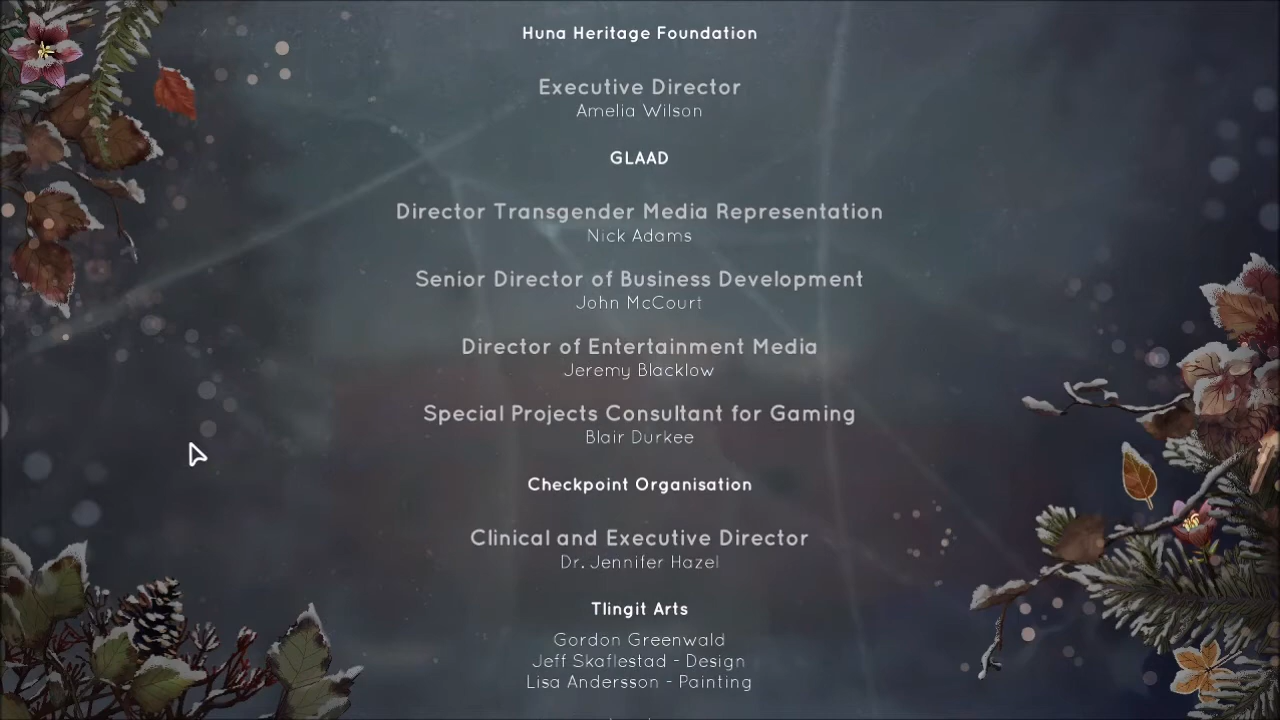 Huna Heritage Foundation
Executive Director
Amelia Wilson
GLAAD
Director Transgender Media Representation
Nick Adams
Senior Director of Business Development
John McCourt
Director of Entertainment Media
Jeremy Blacklow
Special Projects Consultant for Gaming
Blair Durkee
Checkpoint Organisation
Clinical and Executive Director
Dr. Jennifer Hazel
Tlingit Arts
Gordon Greenwald
Jeff Skaflestad - Design
Lisa Andersson - Painting